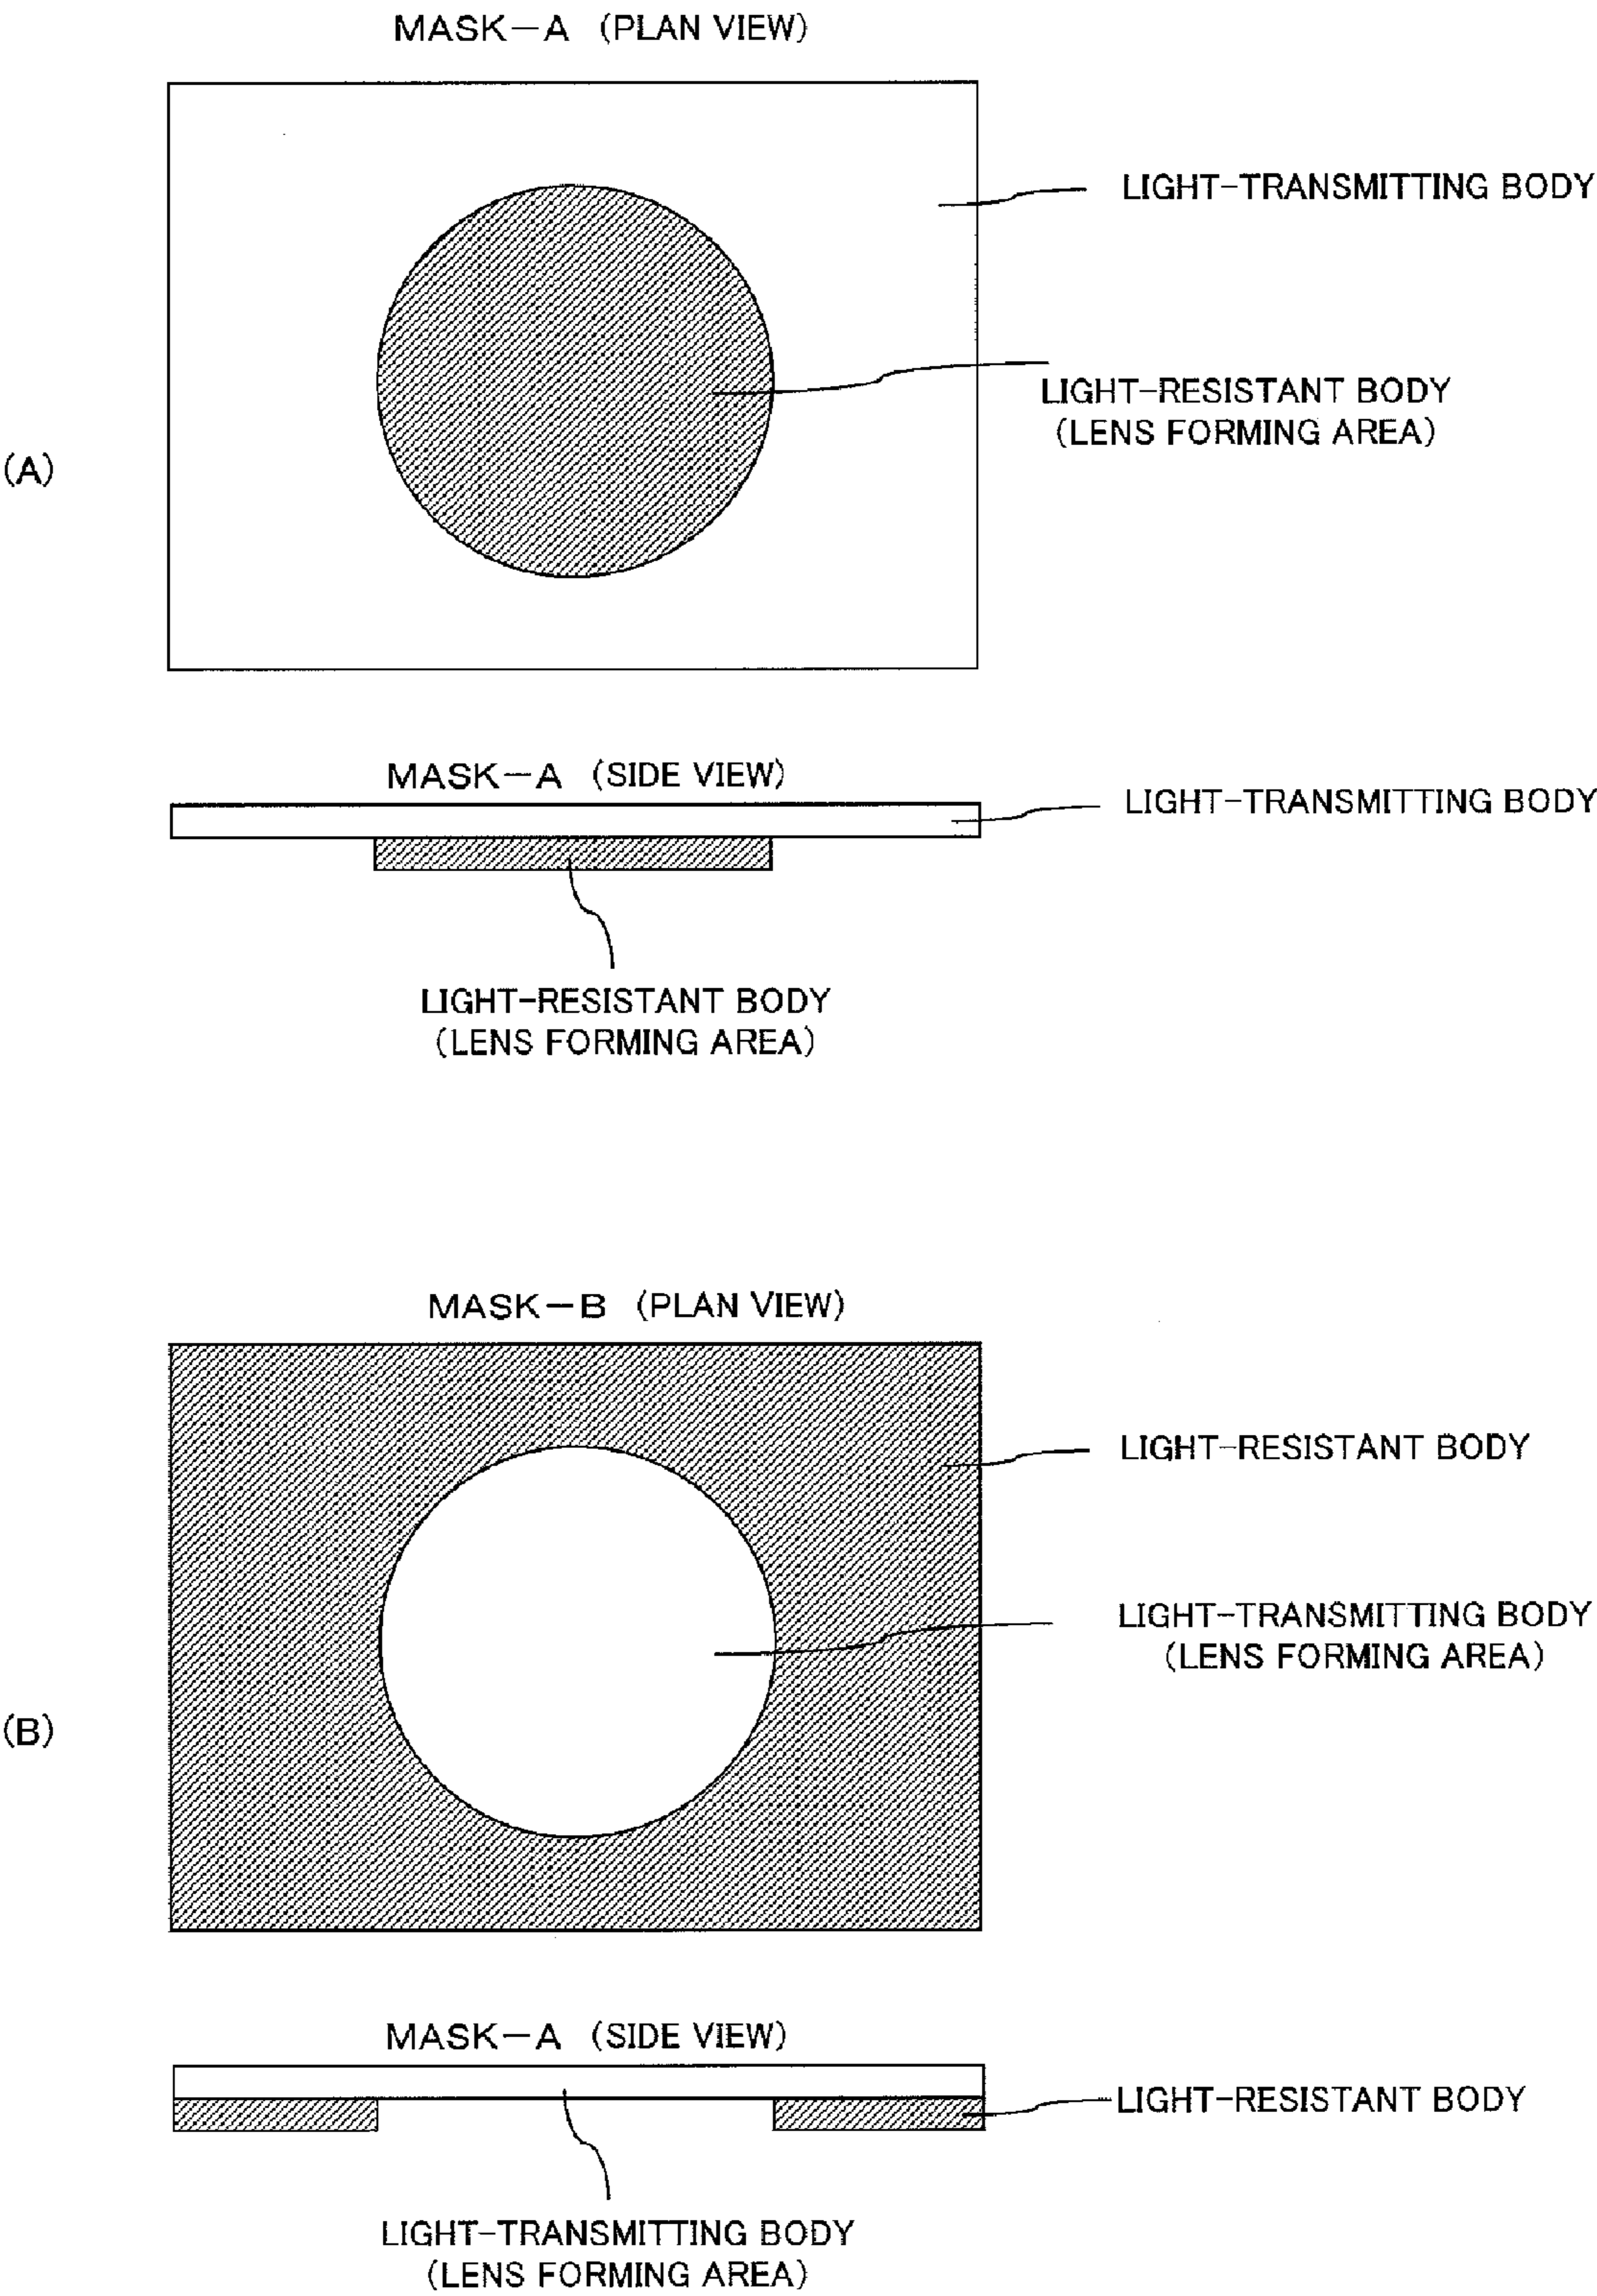 MASK－A (PLAN VIEW)
LIGHT-TRANSMITTING BODY
LIGHT-RESISTANT BODY
(LENS FORMING AREA)
(A)
MASK－A (SIDE VIEW)
LIGHT-TRANSMITTING BODY
LIGHT-RESISTANT BODY
(LENS FORMING AREA)
MASK－B (PLAN VIEW)
LIGHT-RESISTANT BODY
LIGHT-TRANSMITTING BODY
(LENS FORMING AREA)
(B)
MASK－A (SIDE VIEW)
LIGHT-RESISTANT BODY
LIGHT-TRANSMITTING BODY
(LENS FORMING AREA)